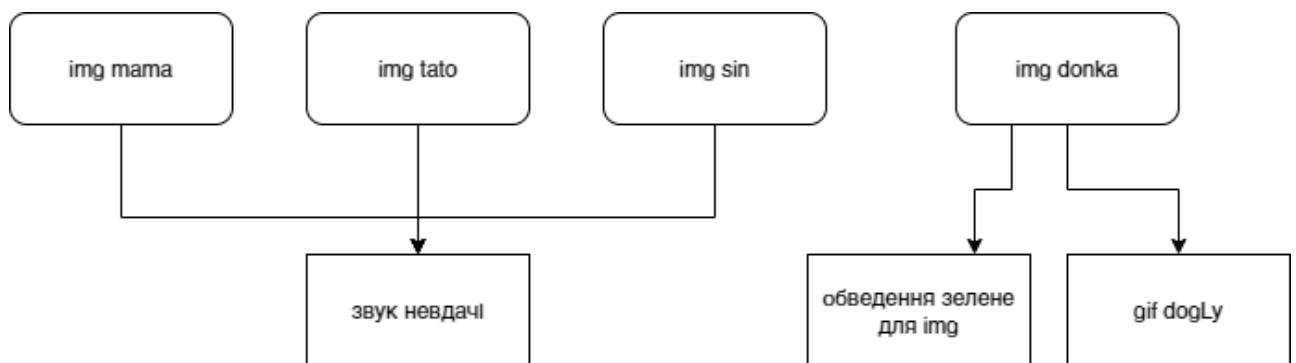 img mama
img tato
img sin
img donka
звук невдачІ
обведення зелене
для img
gif dogLy